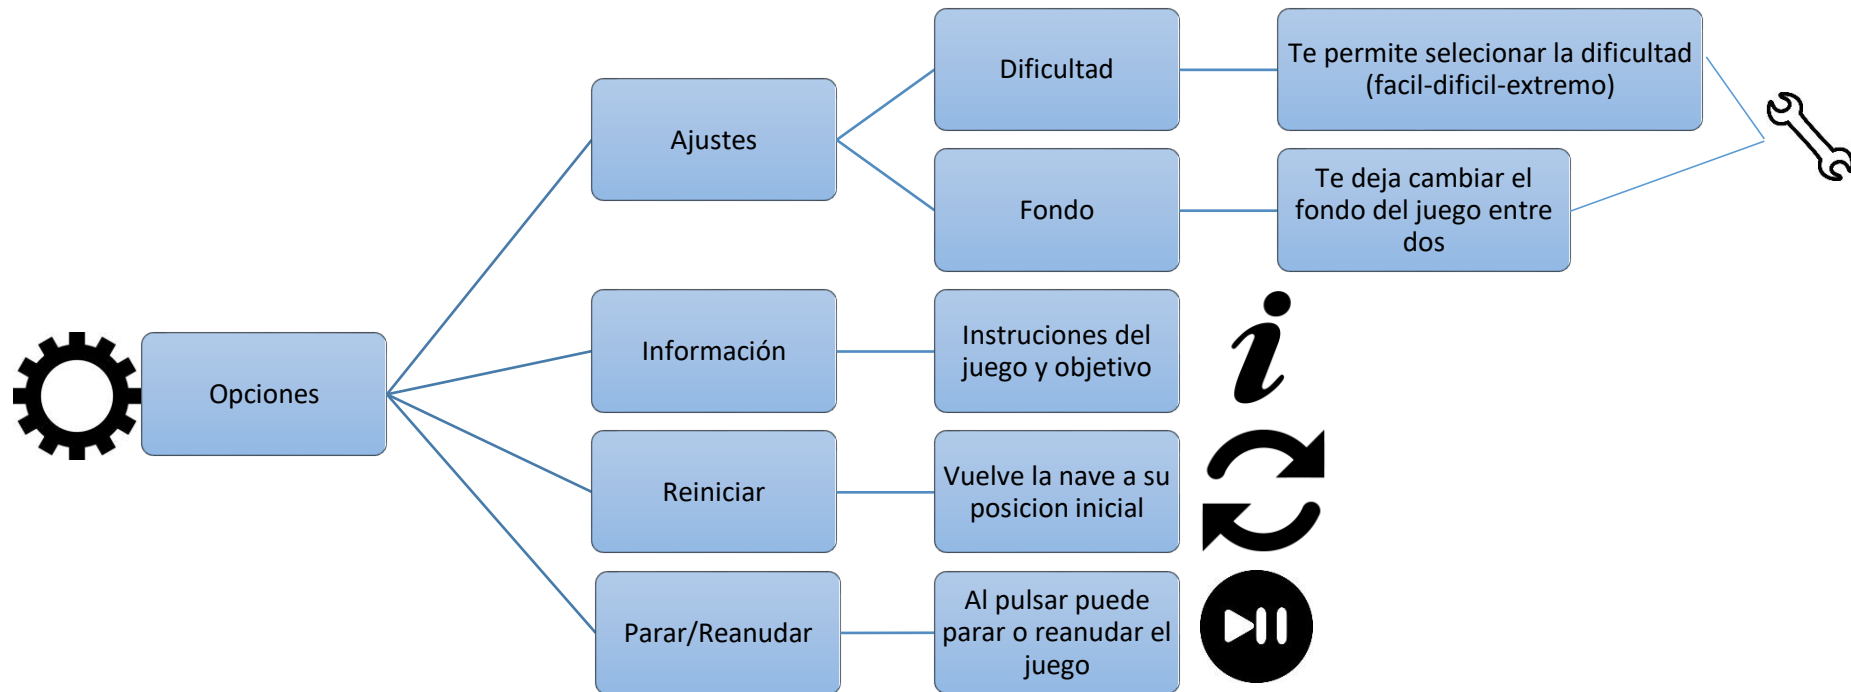 Opciones
Ajustes
Dificultad
Te permite selecionar la dificultad
(facil-dificil-extremo)
Fondo
Te deja cambiar el
fondo del juego entre
dos
Información
Instruciones del
juego y objetivo
Reiniciar
Vuelve la nave a su
posicion inicial
Parar/Reanudar
Al pulsar puede
parar o reanudar el
juego